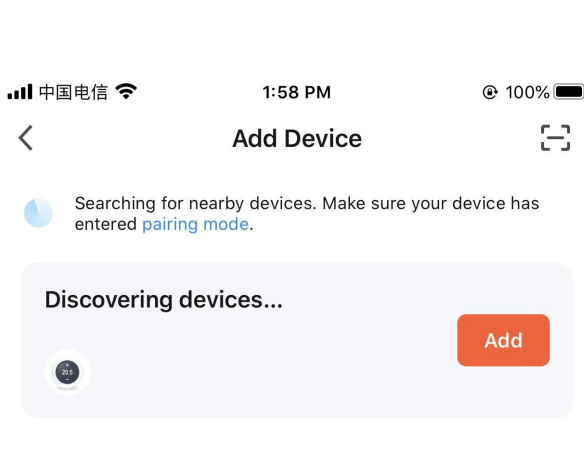 中国电信 1:58 PM 100%
Add Device
Searching for nearby devices. Make sure your device has
entered pairing mode.
Discovering devices...
Add
20.5